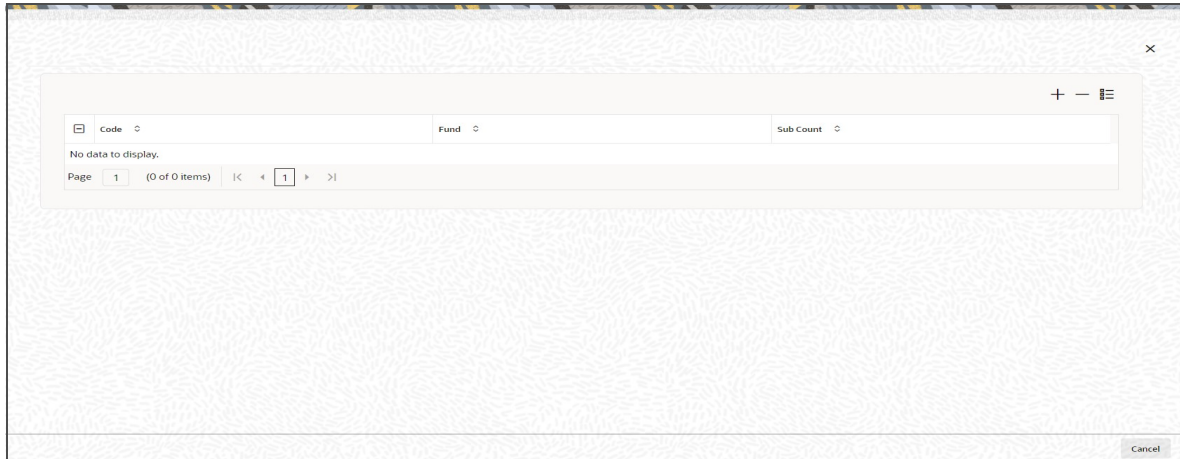 Code Fund Sub Count
No data to display.
Page 1 (0 of 0 items) 1
Cancel